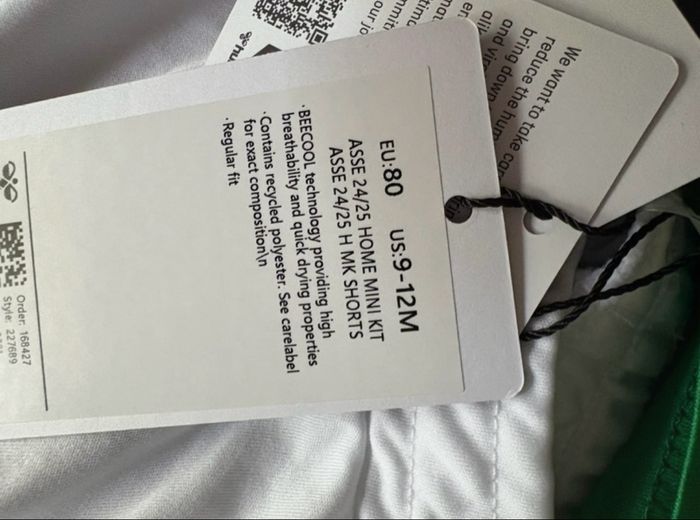 EU:80 US:9-12M
ASSE 24/25 HOME MINI KIT
ASSE 24/25 H MK SHORTS
·BEECOOL technology providing high
breathability and quick drying properties
·Contains recycled polyester. See carelabel
for exact composition\n
·Regular fit
Order: 168427
Style: 227689
We want to take
reduce the
bring down
and